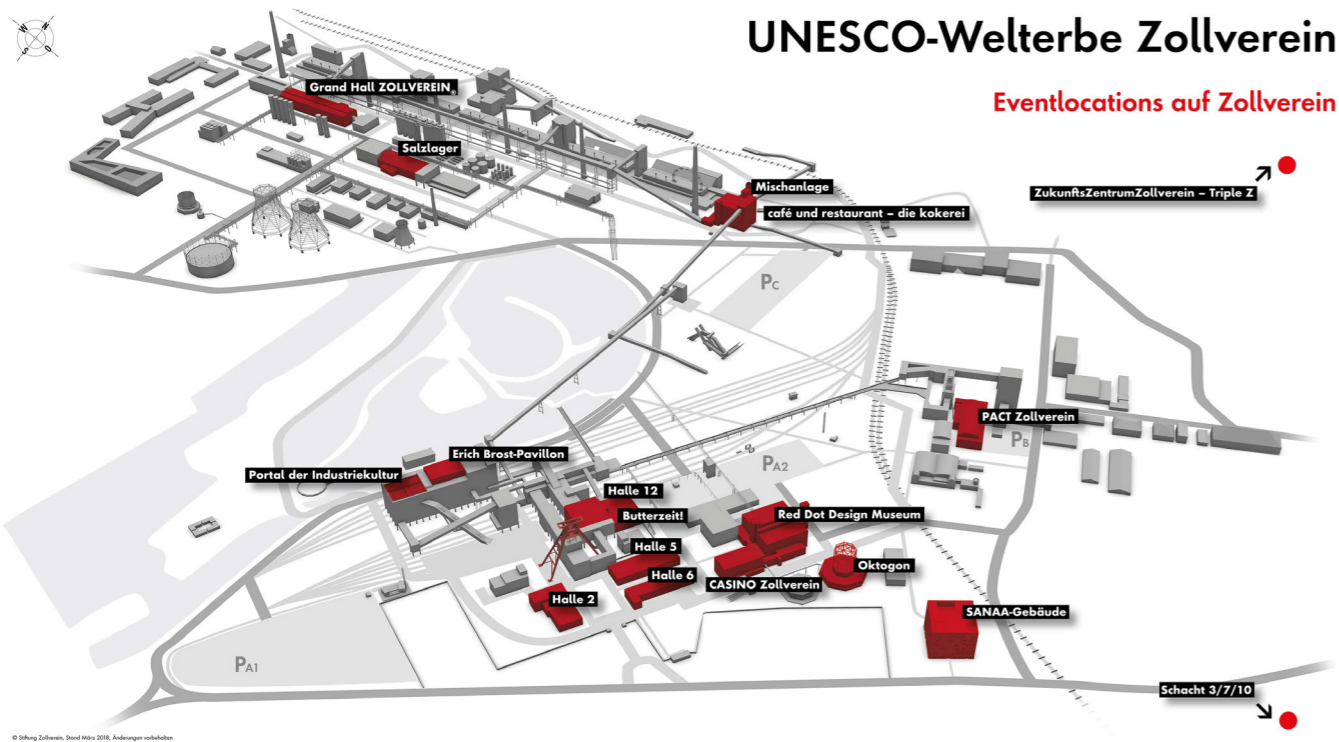 W N
S O
UNESCO-Welterbe Zollverein
Eventlocations auf Zollverein
Grand Hall ZOLLVEREIN®
Salzlager
Mischanlage
café und restaurant – die kokerei
ZukunftsZentrumZollverein – Triple Z
PC
PACT Zollverein
PB
Erich Brost-Pavillon
Portal der Industriekultur
PA2
Halle 12
Butterzeit!
Red Dot Design Museum
Halle 5
Halle 6
CASINO Zollverein
Oktogon
Halle 2
SANAA-Gebäude
PA1
Schacht 3/7/10
© Stiftung Zollverein, Stand März 2018, Änderungen vorbehalten